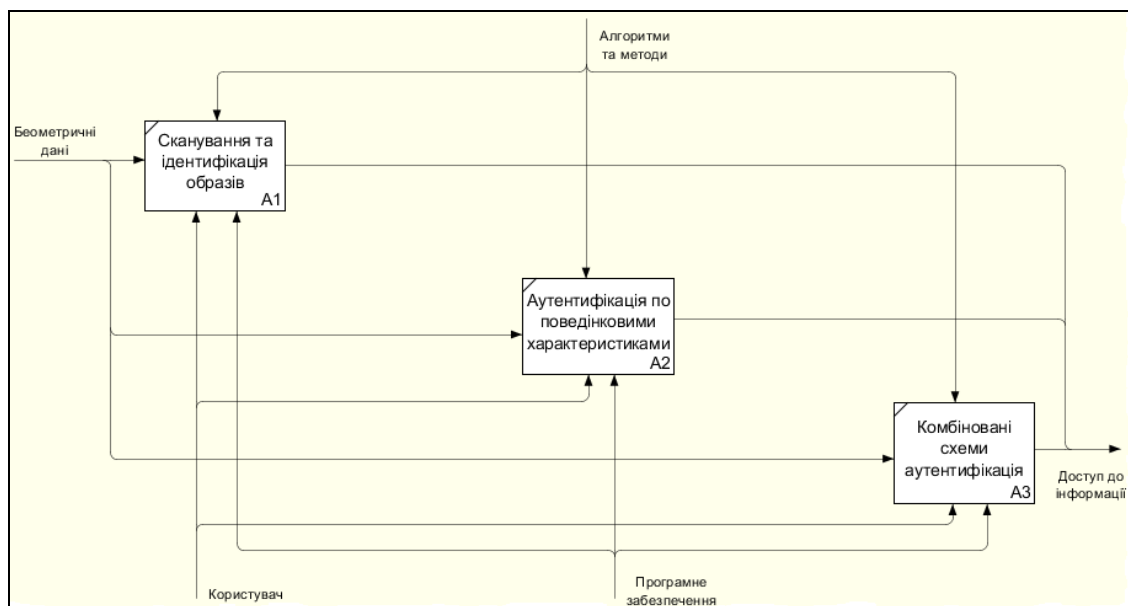 Алгоритми
та методи
Беометричні
дані
Сканування та
ідентифікація
образів
A1
Аутентифікація по
поведінковими
характеристиками
A2
Комбіновані
схеми
аутентифікація
A3
Доступ до
інформації
Користувач
Програмне
забезпечення